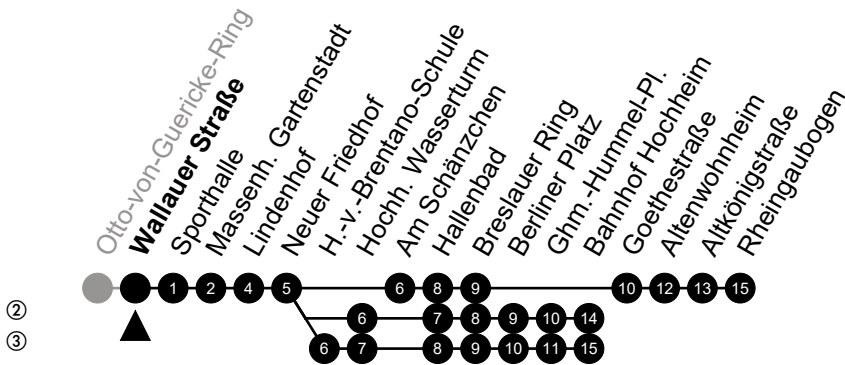 Otto-von-Guericke-Ring
Wallauer Straße
Sporthalle
Massenh. Gartenstadt
Lindenhof
Neuer Friedhof
H.-v.-Brentano-Schule
Hochh. Wasserturm
Am Schänzchen
Hallenbad
Breslauer Ring
Berliner Platz
Ghm.-Hummel-Pl.
Bahnhof Hochheim
Goethestraße
Altenwohnheim
Altkönigstraße
Rheingaubogen
1 2 4 5 6 8 9 10 12 13 15
② 6 7 8 9 10 14
③ 6 7 8 9 10 11 15